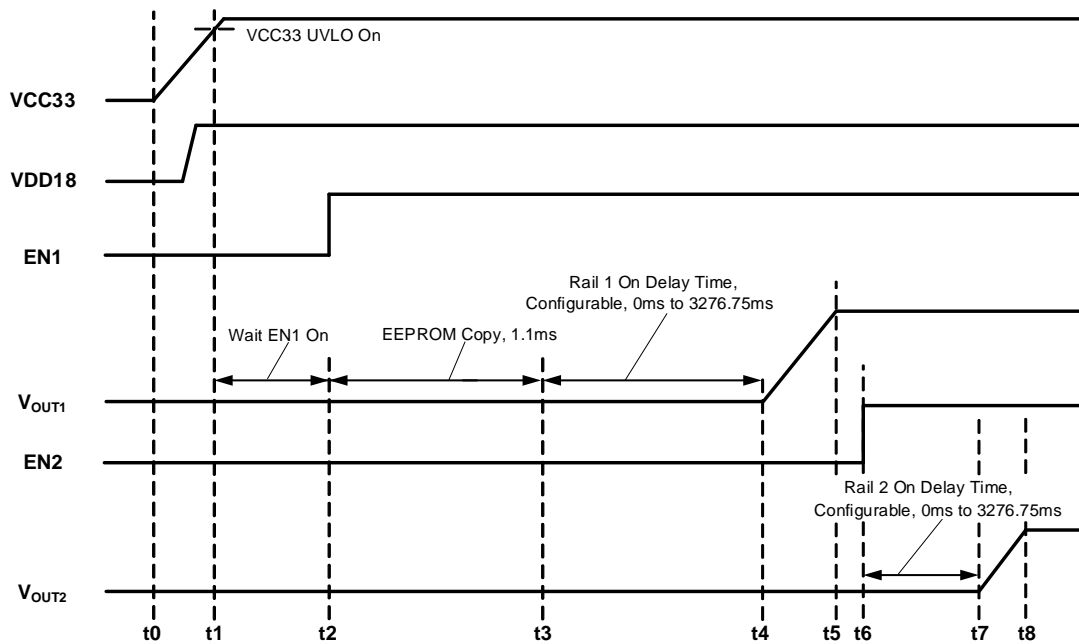 VCC33 UVLO On
VCC33
VDD18
EN1
Rail 1 On Delay Time,
Configurable, 0ms to 3276.75ms
Wait EN1 On
EEPROM Copy, 1.1ms
VOUT1
EN2
Rail 2 On Delay Time,
Configurable, 0ms to 3276.75ms
VOUT2
t0 t1 t2 t3 t4 t5 t6 t7 t8